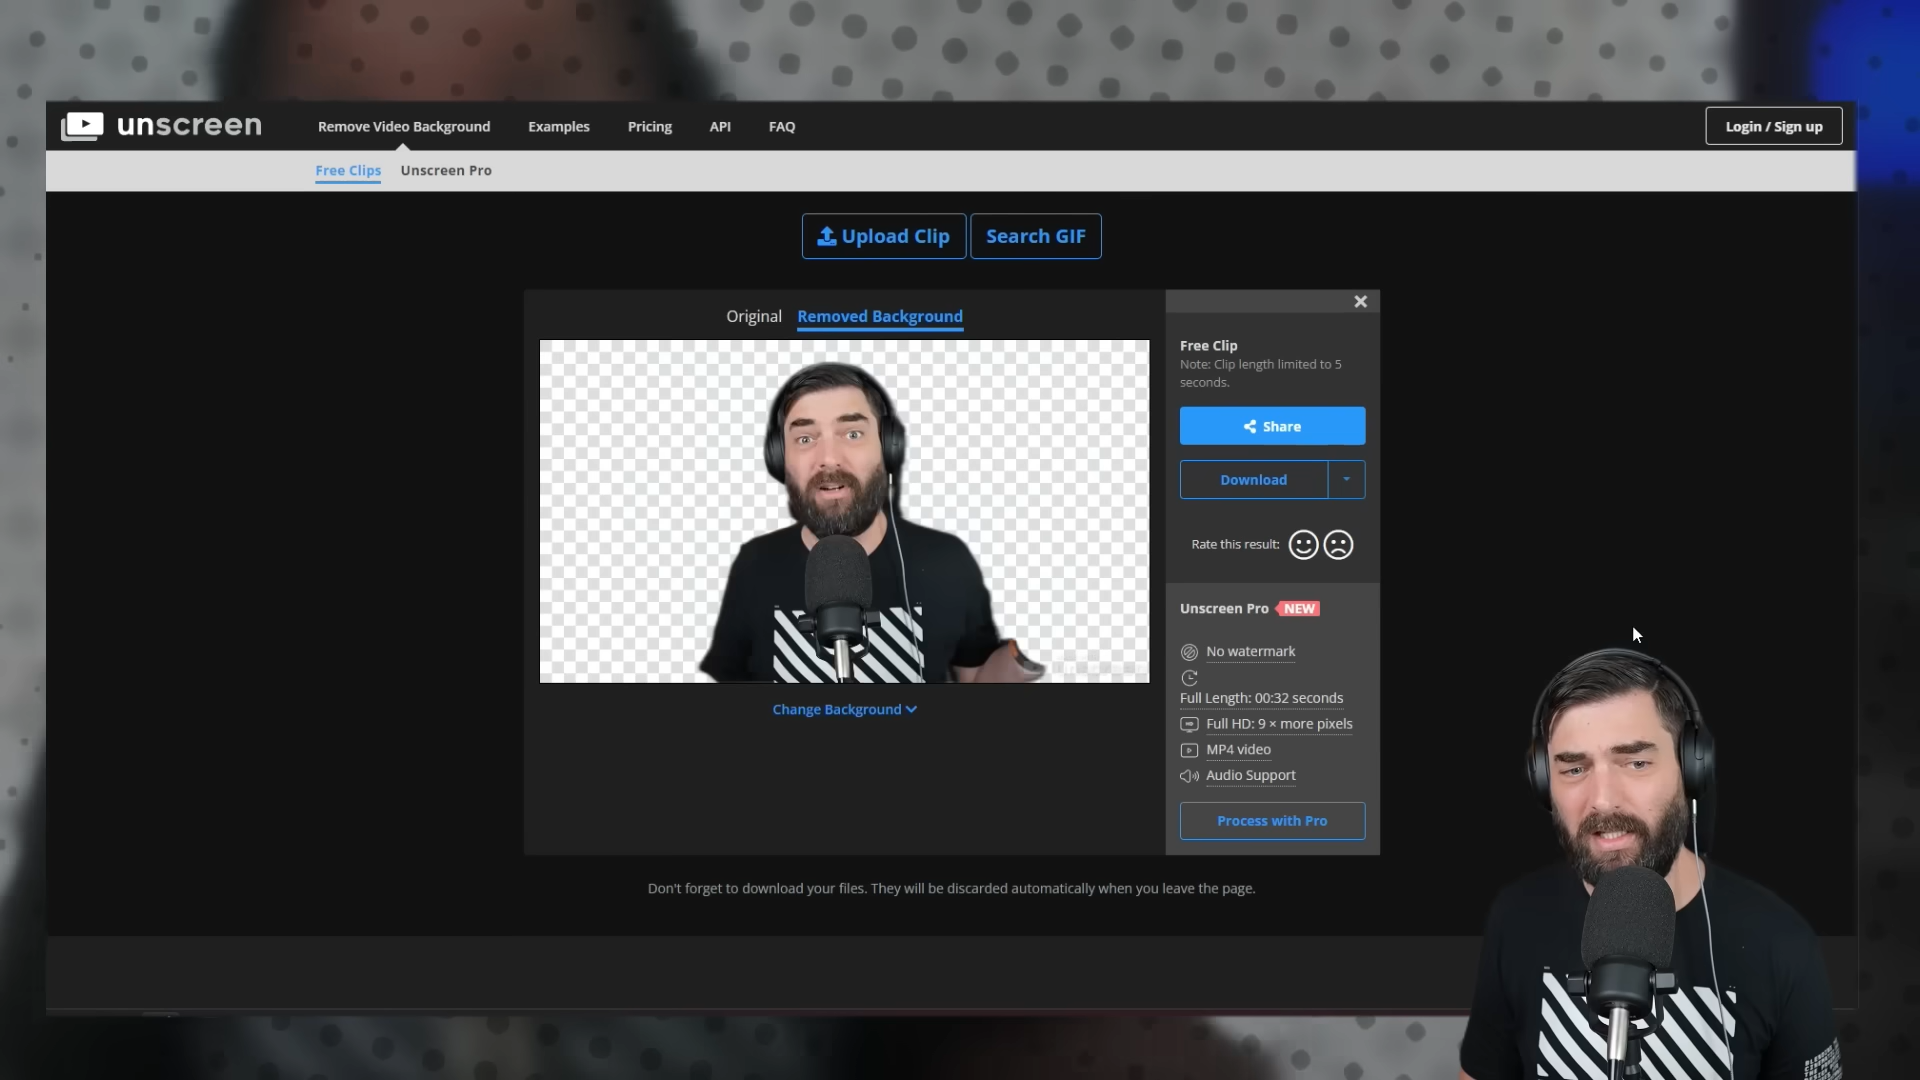 unscreen
Remove Video Background
Examples
Pricing
API
FAQ
Login / Sign up
Free Clips
Unscreen Pro
Upload Clip
Search GIF
Original
Removed Background
Free Clip
Note: Clip length limited to 5
seconds.
Share
Download
Rate this result:
Unscreen Pro NEW
No watermark
Full Length: 00:32 seconds
Full HD: 9 × more pixels
MP4 video
Audio Support
Process with Pro
Change Background
Don't forget to download your files. They will be discarded automatically when you leave the page.